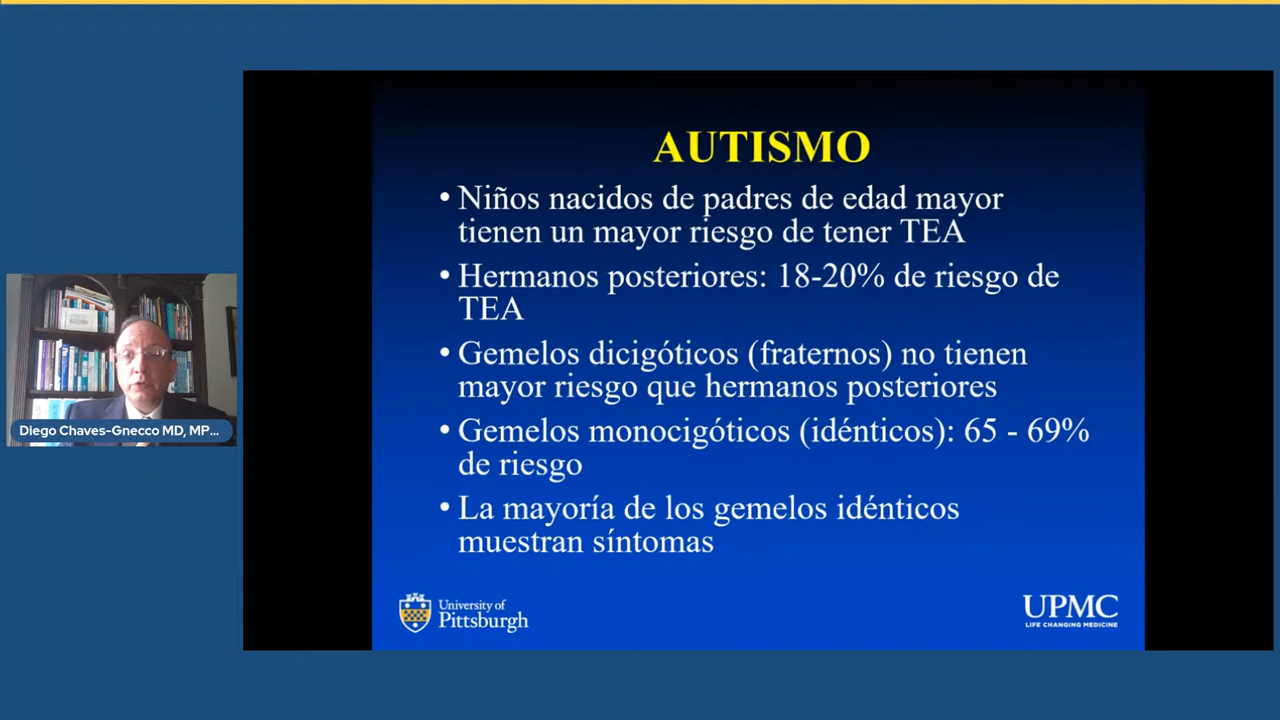 AUTISMO
• Niños nacidos de padres de edad mayor
tienen un mayor riesgo de tener TEA
• Hermanos posteriores: 18-20% de riesgo de
TEA
• Gemelos dicigóticos (fraternos) no tienen
mayor riesgo que hermanos posteriores
• Gemelos monocigóticos (idénticos): 65 - 69%
de riesgo
• La mayoría de los gemelos idénticos
muestran síntomas
Diego Chaves-Gnecco MD, MP...
University of
Pittsburgh
UPMC
LIFE CHANGING MEDICINE